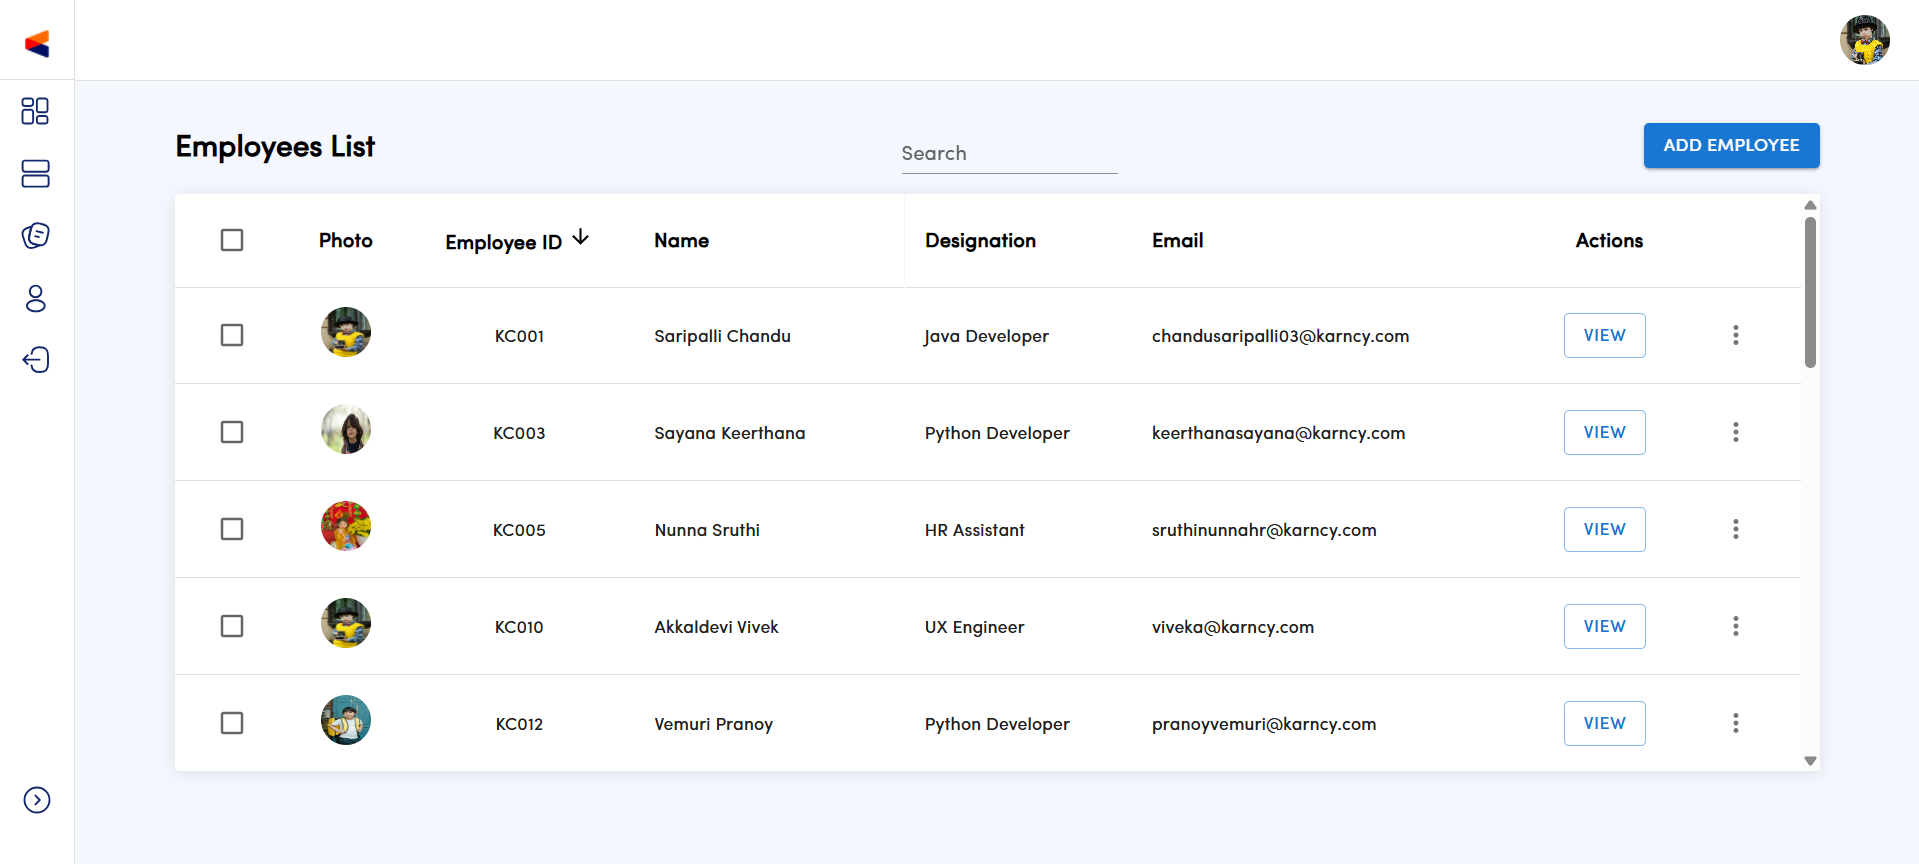 Employees List
Search
ADD EMPLOYEE
Photo Employee ID Name Designation Email Actions
KC001 Saripalli Chandu Java Developer chandusaripalli03@karncy.com VIEW
KC003 Sayana Keerthana Python Developer keerthanasayana@karncy.com VIEW
KC005 Nunna Sruthi HR Assistant sruthinunnahr@karncy.com VIEW
KC010 Akkaldevi Vivek UX Engineer viveka@karncy.com VIEW
KC012 Vemuri Pranoy Python Developer pranoyvemuri@karncy.com VIEW